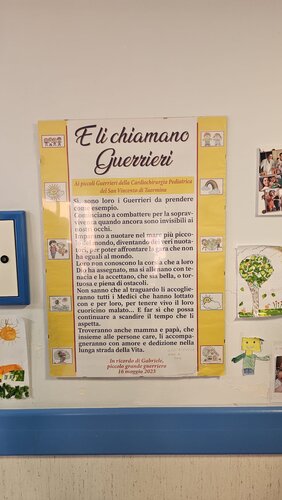 E li chiamano
Guerrieri
Ai piccoli Guerrieri della Cardiochirurgia Pediatrica
del San Vincenzo di Taormina
Sì, sono loro i Guerrieri da prendere
come esempio.
Cominciano a combattere per la soprav-
vivenza quando ancora sono invisibili ai
nostri occhi.
Imparano a nuotare nel mare più picco-
lo del mondo, diventando dei veri nuota-
tori, per poter affrontare la gara che non
ha eguali al mondo.
Loro non conoscono la corsia che a loro
Dio ha assegnato, ma si allenano con te-
nacia e la accettano, che sia bella, o tor-
tuosa e piena di ostacoli.
Non sanno che al traguardo li accoglie-
ranno tutti i Medici che hanno lottato
con e per loro, per tenere vivo il loro
cuoricino malato... E far sì che possa
continuare a scandire il tempo che li
aspetta.
Troveranno anche mamma e papà, che
insieme alle persone care, li accompa-
gneranno con amore e dedizione nella
lunga strada della Vita.
In ricordo di Gabriele,
piccolo grande guerriero
16 maggio 2023